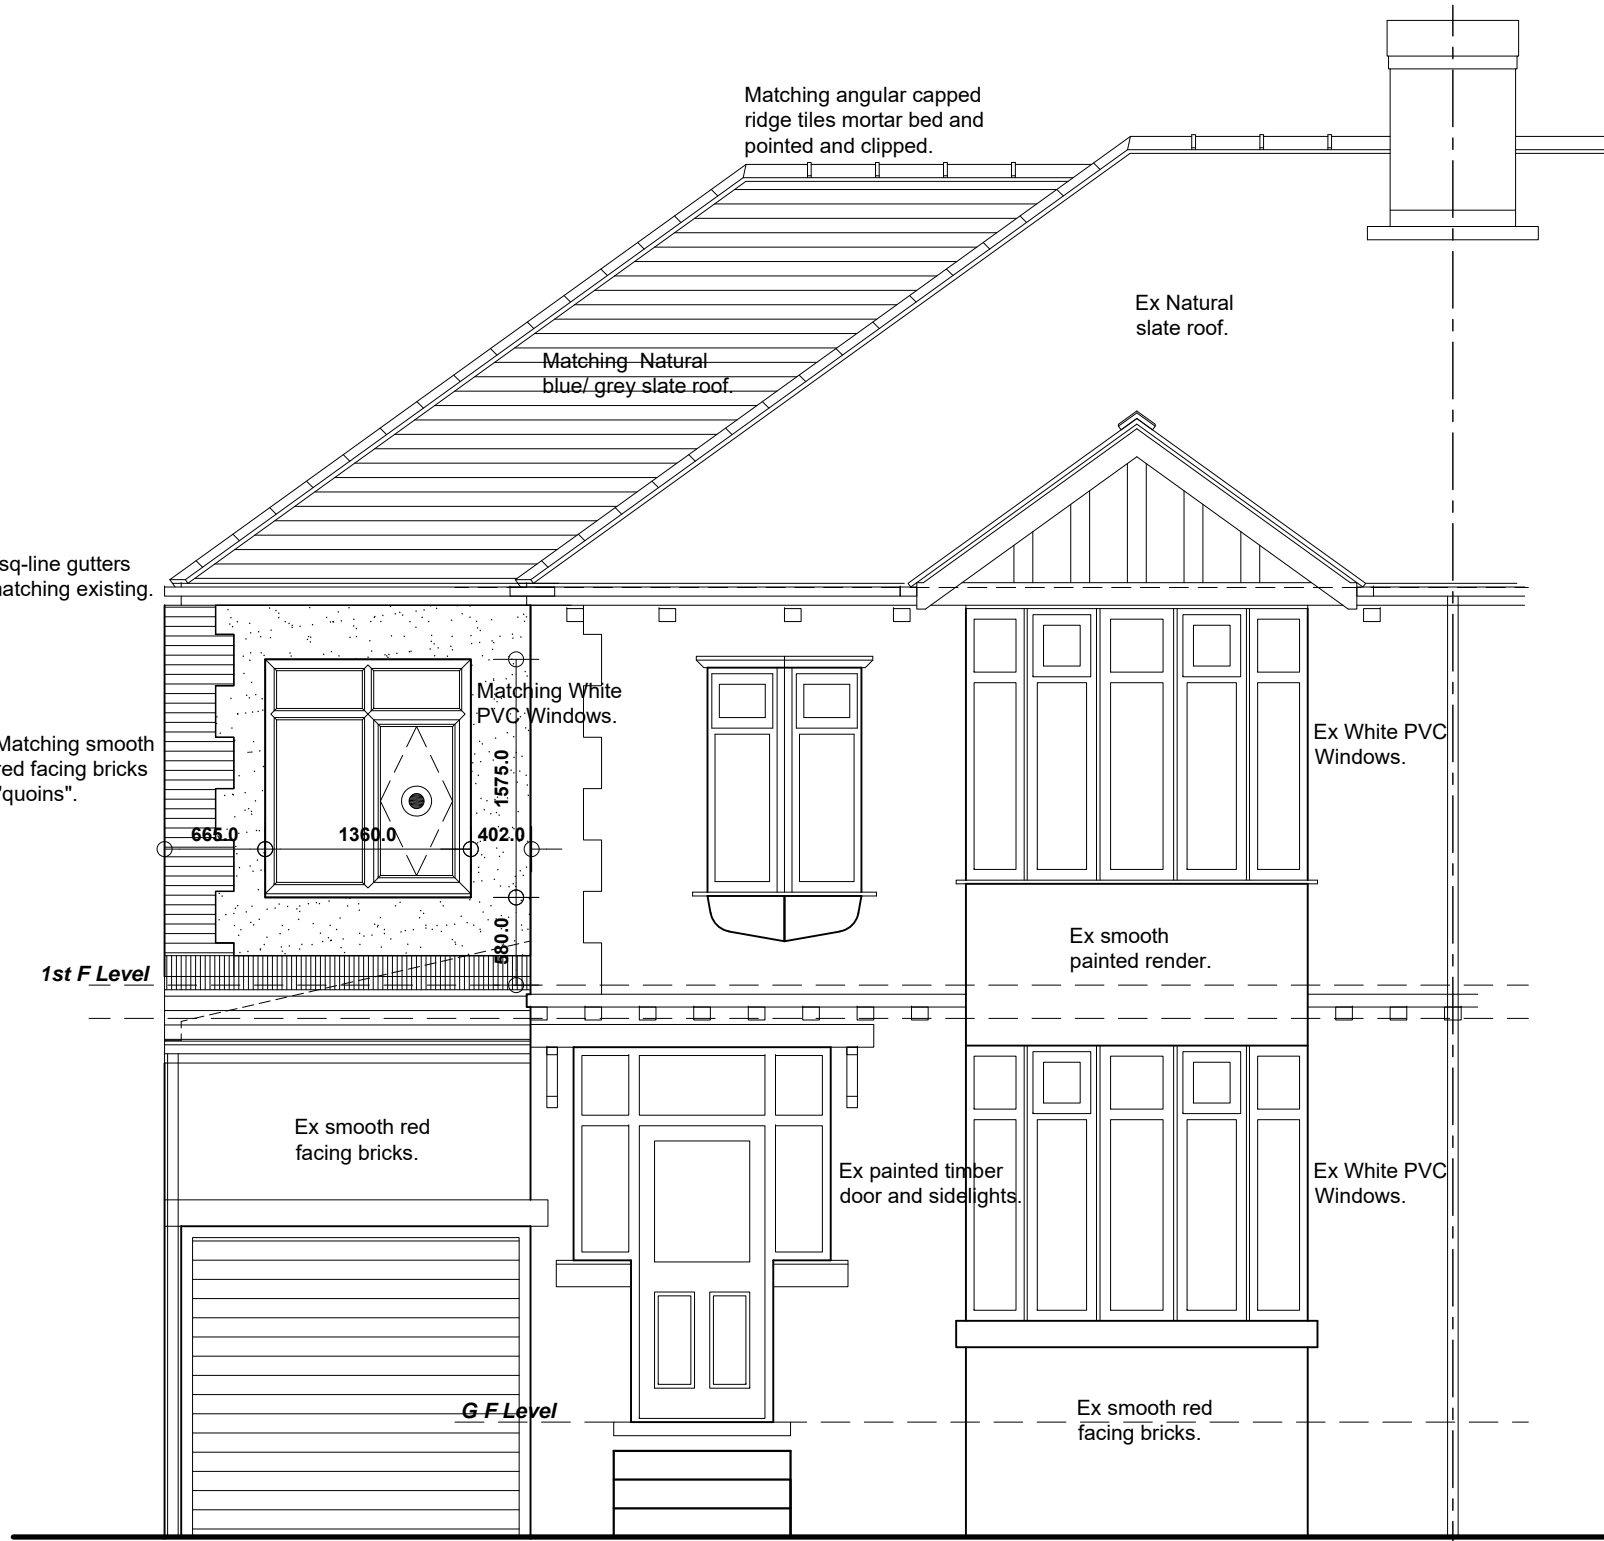 Matching angular capped
ridge tiles mortar bed and
pointed and clipped.
Ex Natural
slate roof.
Matching Natural
blue/ grey slate roof.
sq-line gutters
matching existing.
Matching White
PVC Windows.
Matching smooth
red facing bricks
"quoins".
Ex White PVC
Windows.
1575.0
665.0
1360.0
402.0
580.0
Ex smooth
painted render.
1st F Level
Ex smooth red
facing bricks.
Ex painted timber
door and sidelights.
Ex White PVC
Windows.
G F Level
Ex smooth red
facing bricks.